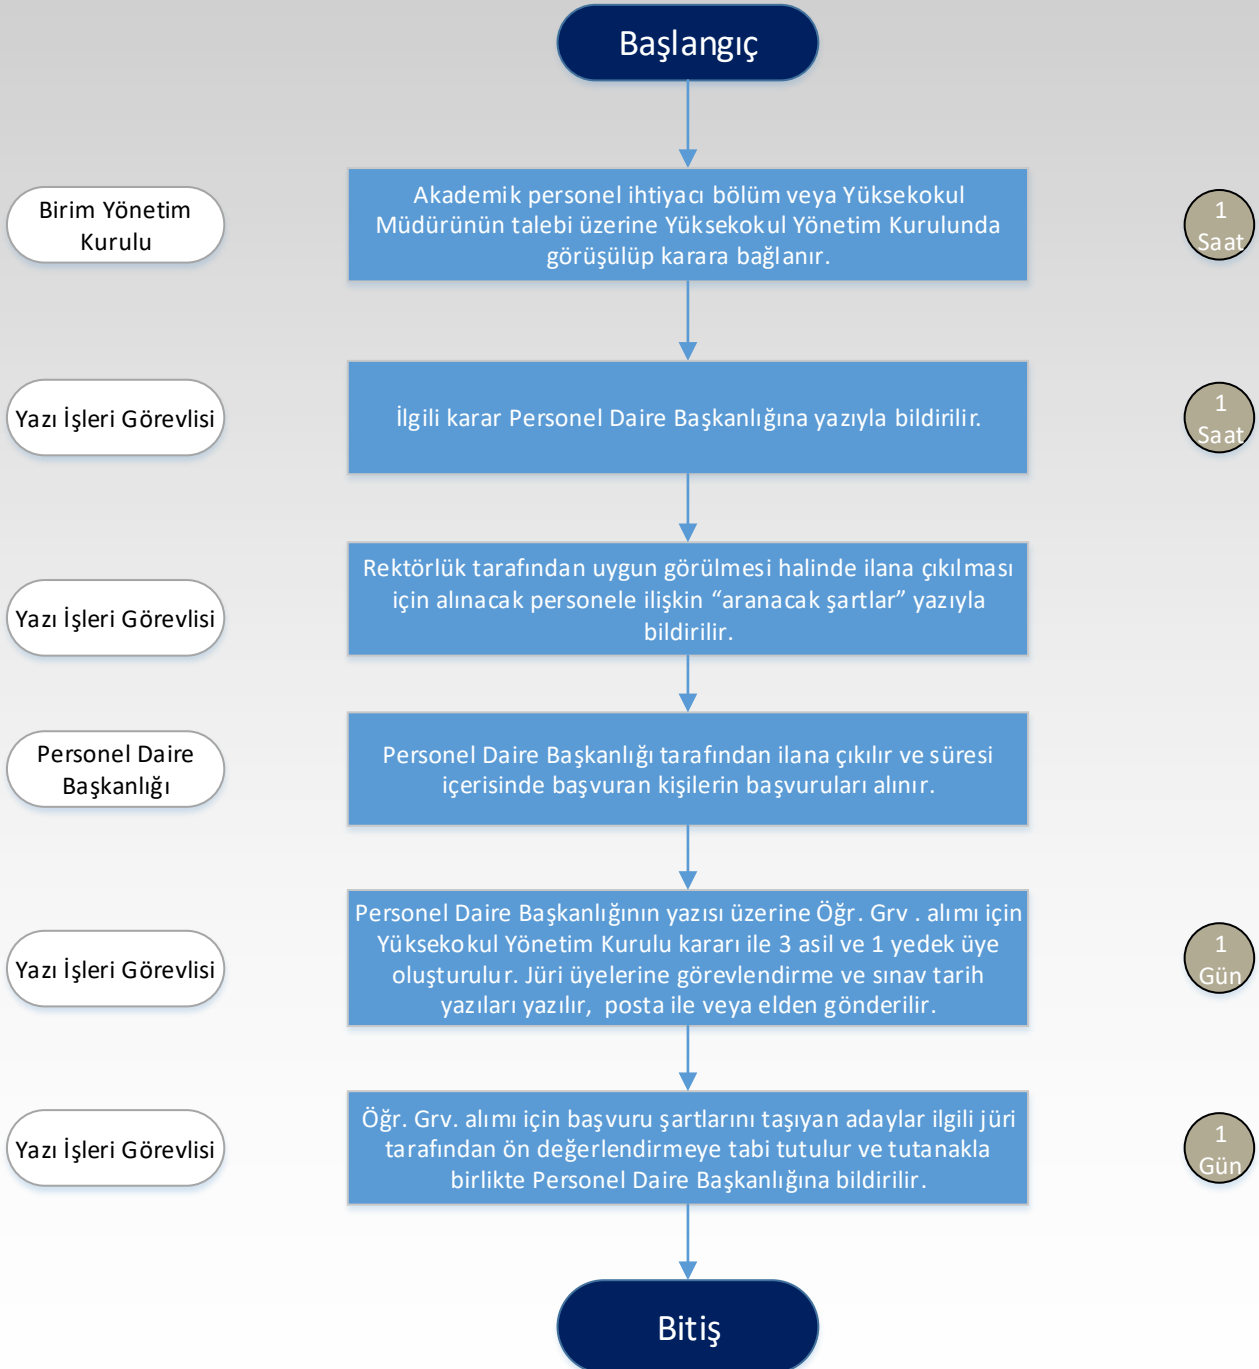 Başlangıç
Birim Yönetim
Kurulu
Akademik personel ihtiyacı bölüm veya Yüksekokul
Müdürünün talebi üzerine Yüksekokul Yönetim Kurulunda
görüşülüp karara bağlanır.
1
Saat
Yazı İşleri Görevlisi
İlgili karar Personel Daire Başkanlığına yazıyla bildirilir.
1
Saat
Yazı İşleri Görevlisi
Rektörlük tarafından uygun görülmesi halinde ilana çıkılması
için alınacak personele ilişkin “aranacak şartlar” yazıyla
bildirilir.
Personel Daire
Başkanlığı
Personel Daire Başkanlığı tarafından ilana çıkılır ve süresi
içerisinde başvuran kişilerin başvuruları alınır.
Yazı İşleri Görevlisi
Personel Daire Başkanlığının yazısı üzerine Öğr. Grv . alımı için
Yüksekokul Yönetim Kurulu kararı ile 3 asil ve 1 yedek üye
oluşturulur. Jüri üyelerine görevlendirme ve sınav tarih
yazıları yazılır, posta ile veya elden gönderilir.
1
Gün
Yazı İşleri Görevlisi
Öğr. Grv. alımı için başvuru şartlarını taşıyan adaylar ilgili jüri
tarafından ön değerlendirmeye tabi tutulur ve tutanakla
birlikte Personel Daire Başkanlığına bildirilir.
1
Gün
Bitiş